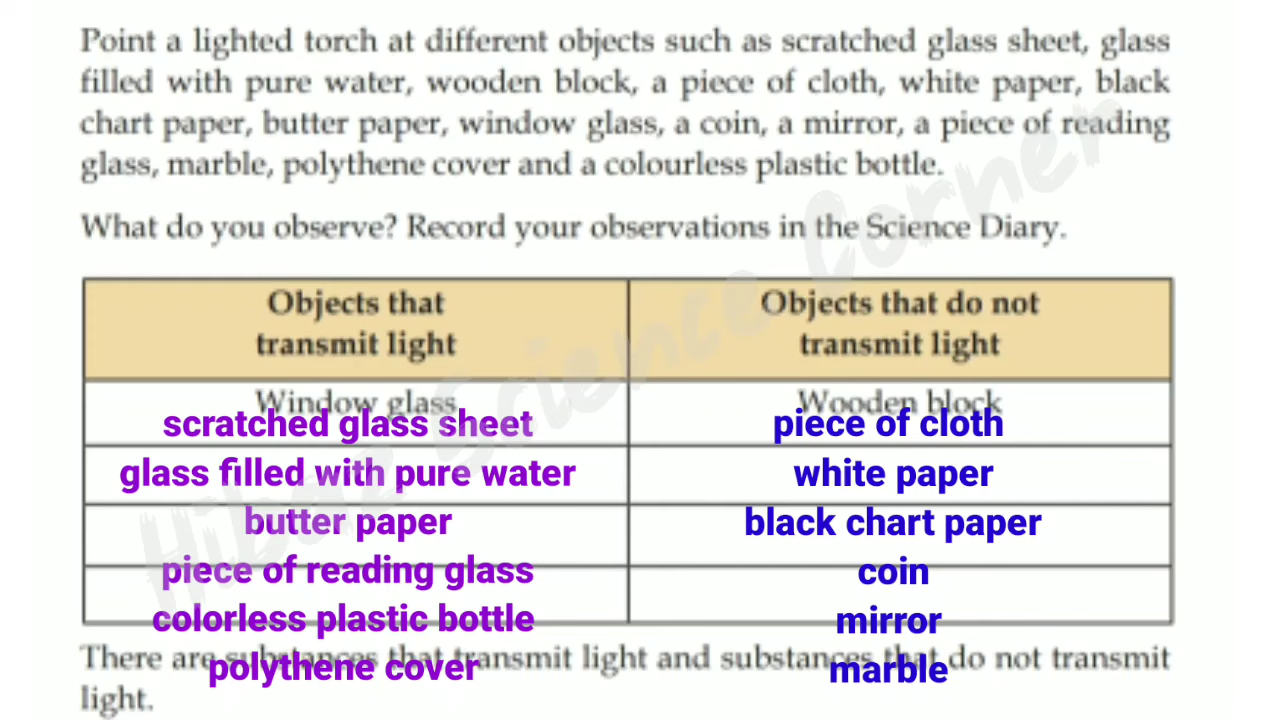 Point a lighted torch at different objects such as scratched glass sheet, glass
filled with pure water, wooden block, a piece of cloth, white paper, black
chart paper, butter paper, window glass, a coin, a mirror, a piece of reading
glass, marble, polythene cover and a colourless plastic bottle.
What do you observe? Record your observations in the Science Diary.
Objects that
transmit light
Objects that do not
transmit light
Window glass
Wooden block
scratched glass sheet
piece of cloth
glass filled with pure water
white paper
butter paper
black chart paper
piece of reading glass
coin
colorless plastic bottle
mirror
polythene cover
marble
There are substances that transmit light and substances that do not transmit
light.
Hibaz Science Corner